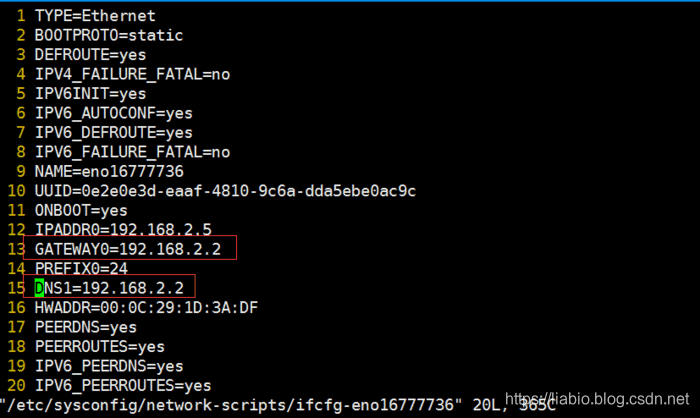 1 TYPE=Ethernet
2 BOOTPROTO=static
3 DEFROUTE=yes
4 IPV4_FAILURE_FATAL=no
5 IPV6INIT=yes
6 IPV6_AUTOCONF=yes
7 IPV6_DEFROUTE=yes
8 IPV6_FAILURE_FATAL=no
9 NAME=eno16777736
10 UUID=0e2e0e3d-eaaf-4810-9c6a-dda5ebe0ac9c
11 ONBOOT=yes
12 IPADDR0=192.168.2.5
13 GATEWAY0=192.168.2.2
14 PREFIX0=24
15 DNS1=192.168.2.2
16 HWADDR=00:0C:29:1D:3A:DF
17 PEERDNS=yes
18 PEERROUTES=yes
19 IPV6_PEERDNS=yes
20 IPV6_PEERROUTES=yes
"/etc/sysconfig/network-scripts/ifcfg-eno16777736" 20L, 365C
https://liabio.blog.csdn.net